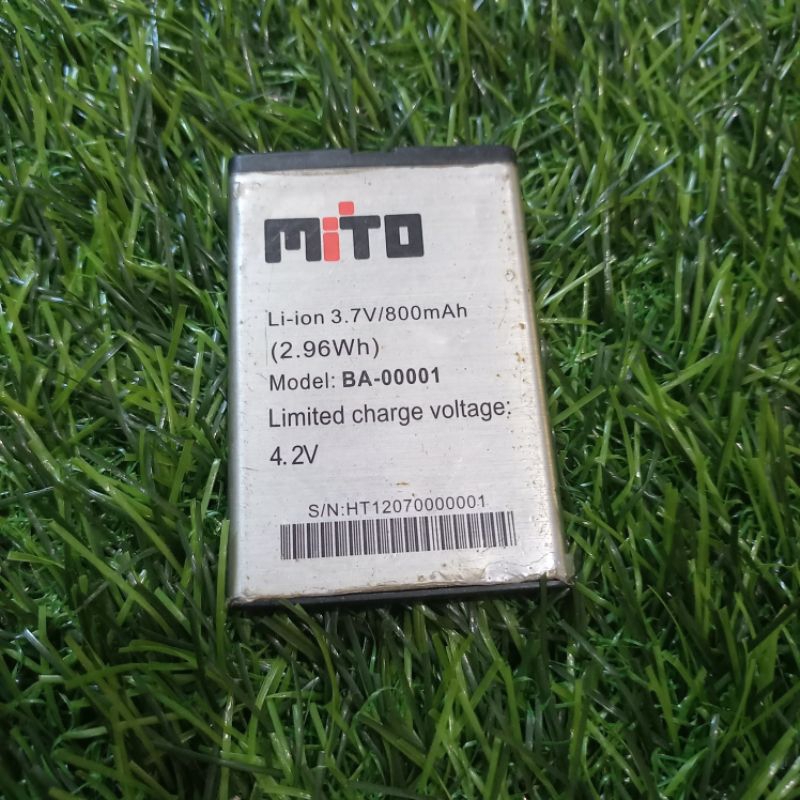 MiTO
Li-ion 3.7V/800mAh
(2.96Wh)
Model: BA-00001
Limited charge voltage:
4.2V
S/N:HT12070000001